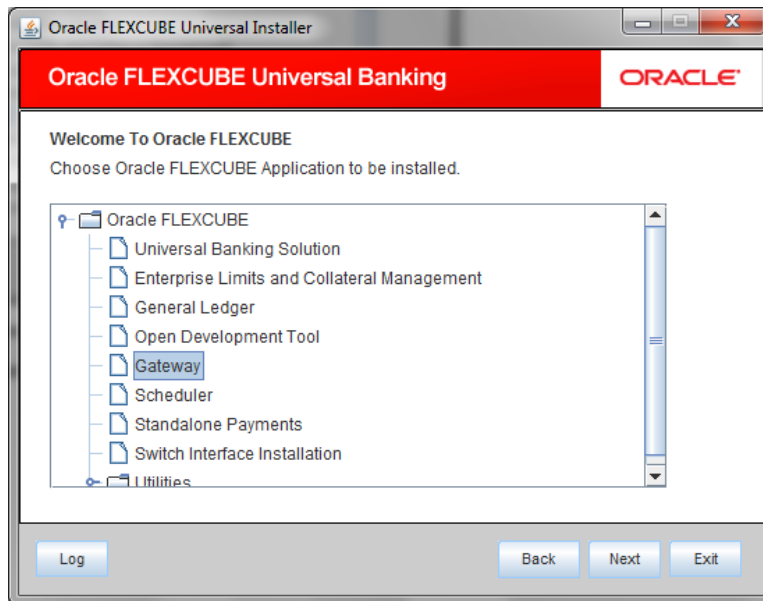 Oracle FLEXCUBE Universal Installer
Oracle FLEXCUBE Universal Banking
ORACLE
Welcome To Oracle FLEXCUBE
Choose Oracle FLEXCUBE Application to be installed.
Oracle FLEXCUBE
Universal Banking Solution
Enterprise Limits and Collateral Management
General Ledger
Open Development Tool
Gateway
Scheduler
Standalone Payments
Switch Interface Installation
Utilities
Log Back Next Exit